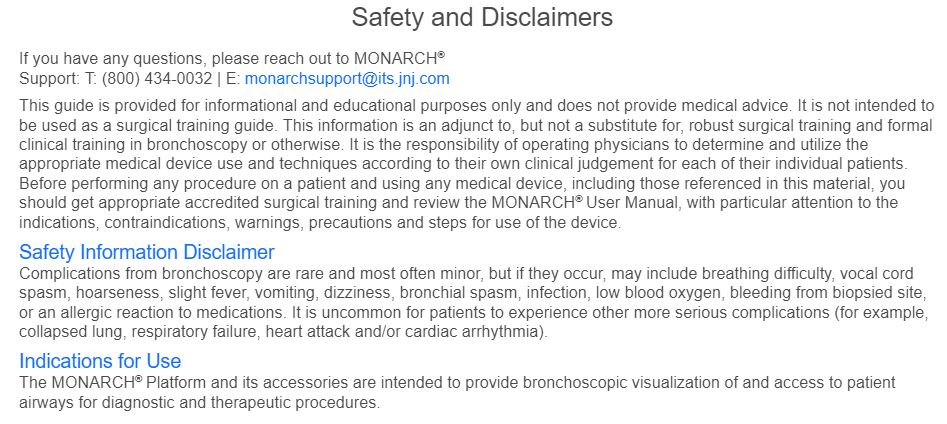 Safety and Disclaimers
If you have any questions, please reach out to MONARCH®
Support: T: (800) 434-0032 | E: monarchsupport@its.jnj.com
This guide is provided for informational and educational purposes only and does not provide medical advice. It is not intended to
be used as a surgical training guide. This information is an adjunct to, but not a substitute for, robust surgical training and formal
clinical training in bronchoscopy or otherwise. It is the responsibility of operating physicians to determine and utilize the
appropriate medical device use and techniques according to their own clinical judgement for each of their individual patients.
Before performing any procedure on a patient and using any medical device, including those referenced in this material, you
should get appropriate accredited surgical training and review the MONARCH® User Manual, with particular attention to the
indications, contraindications, warnings, precautions and steps for use of the device.
Safety Information Disclaimer
Complications from bronchoscopy are rare and most often minor, but if they occur, may include breathing difficulty, vocal cord
spasm, hoarseness, slight fever, vomiting, dizziness, bronchial spasm, infection, low blood oxygen, bleeding from biopsied site,
or an allergic reaction to medications. It is uncommon for patients to experience other more serious complications (for example,
collapsed lung, respiratory failure, heart attack and/or cardiac arrhythmia).
Indications for Use
The MONARCH® Platform and its accessories are intended to provide bronchoscopic visualization of and access to patient
airways for diagnostic and therapeutic procedures.